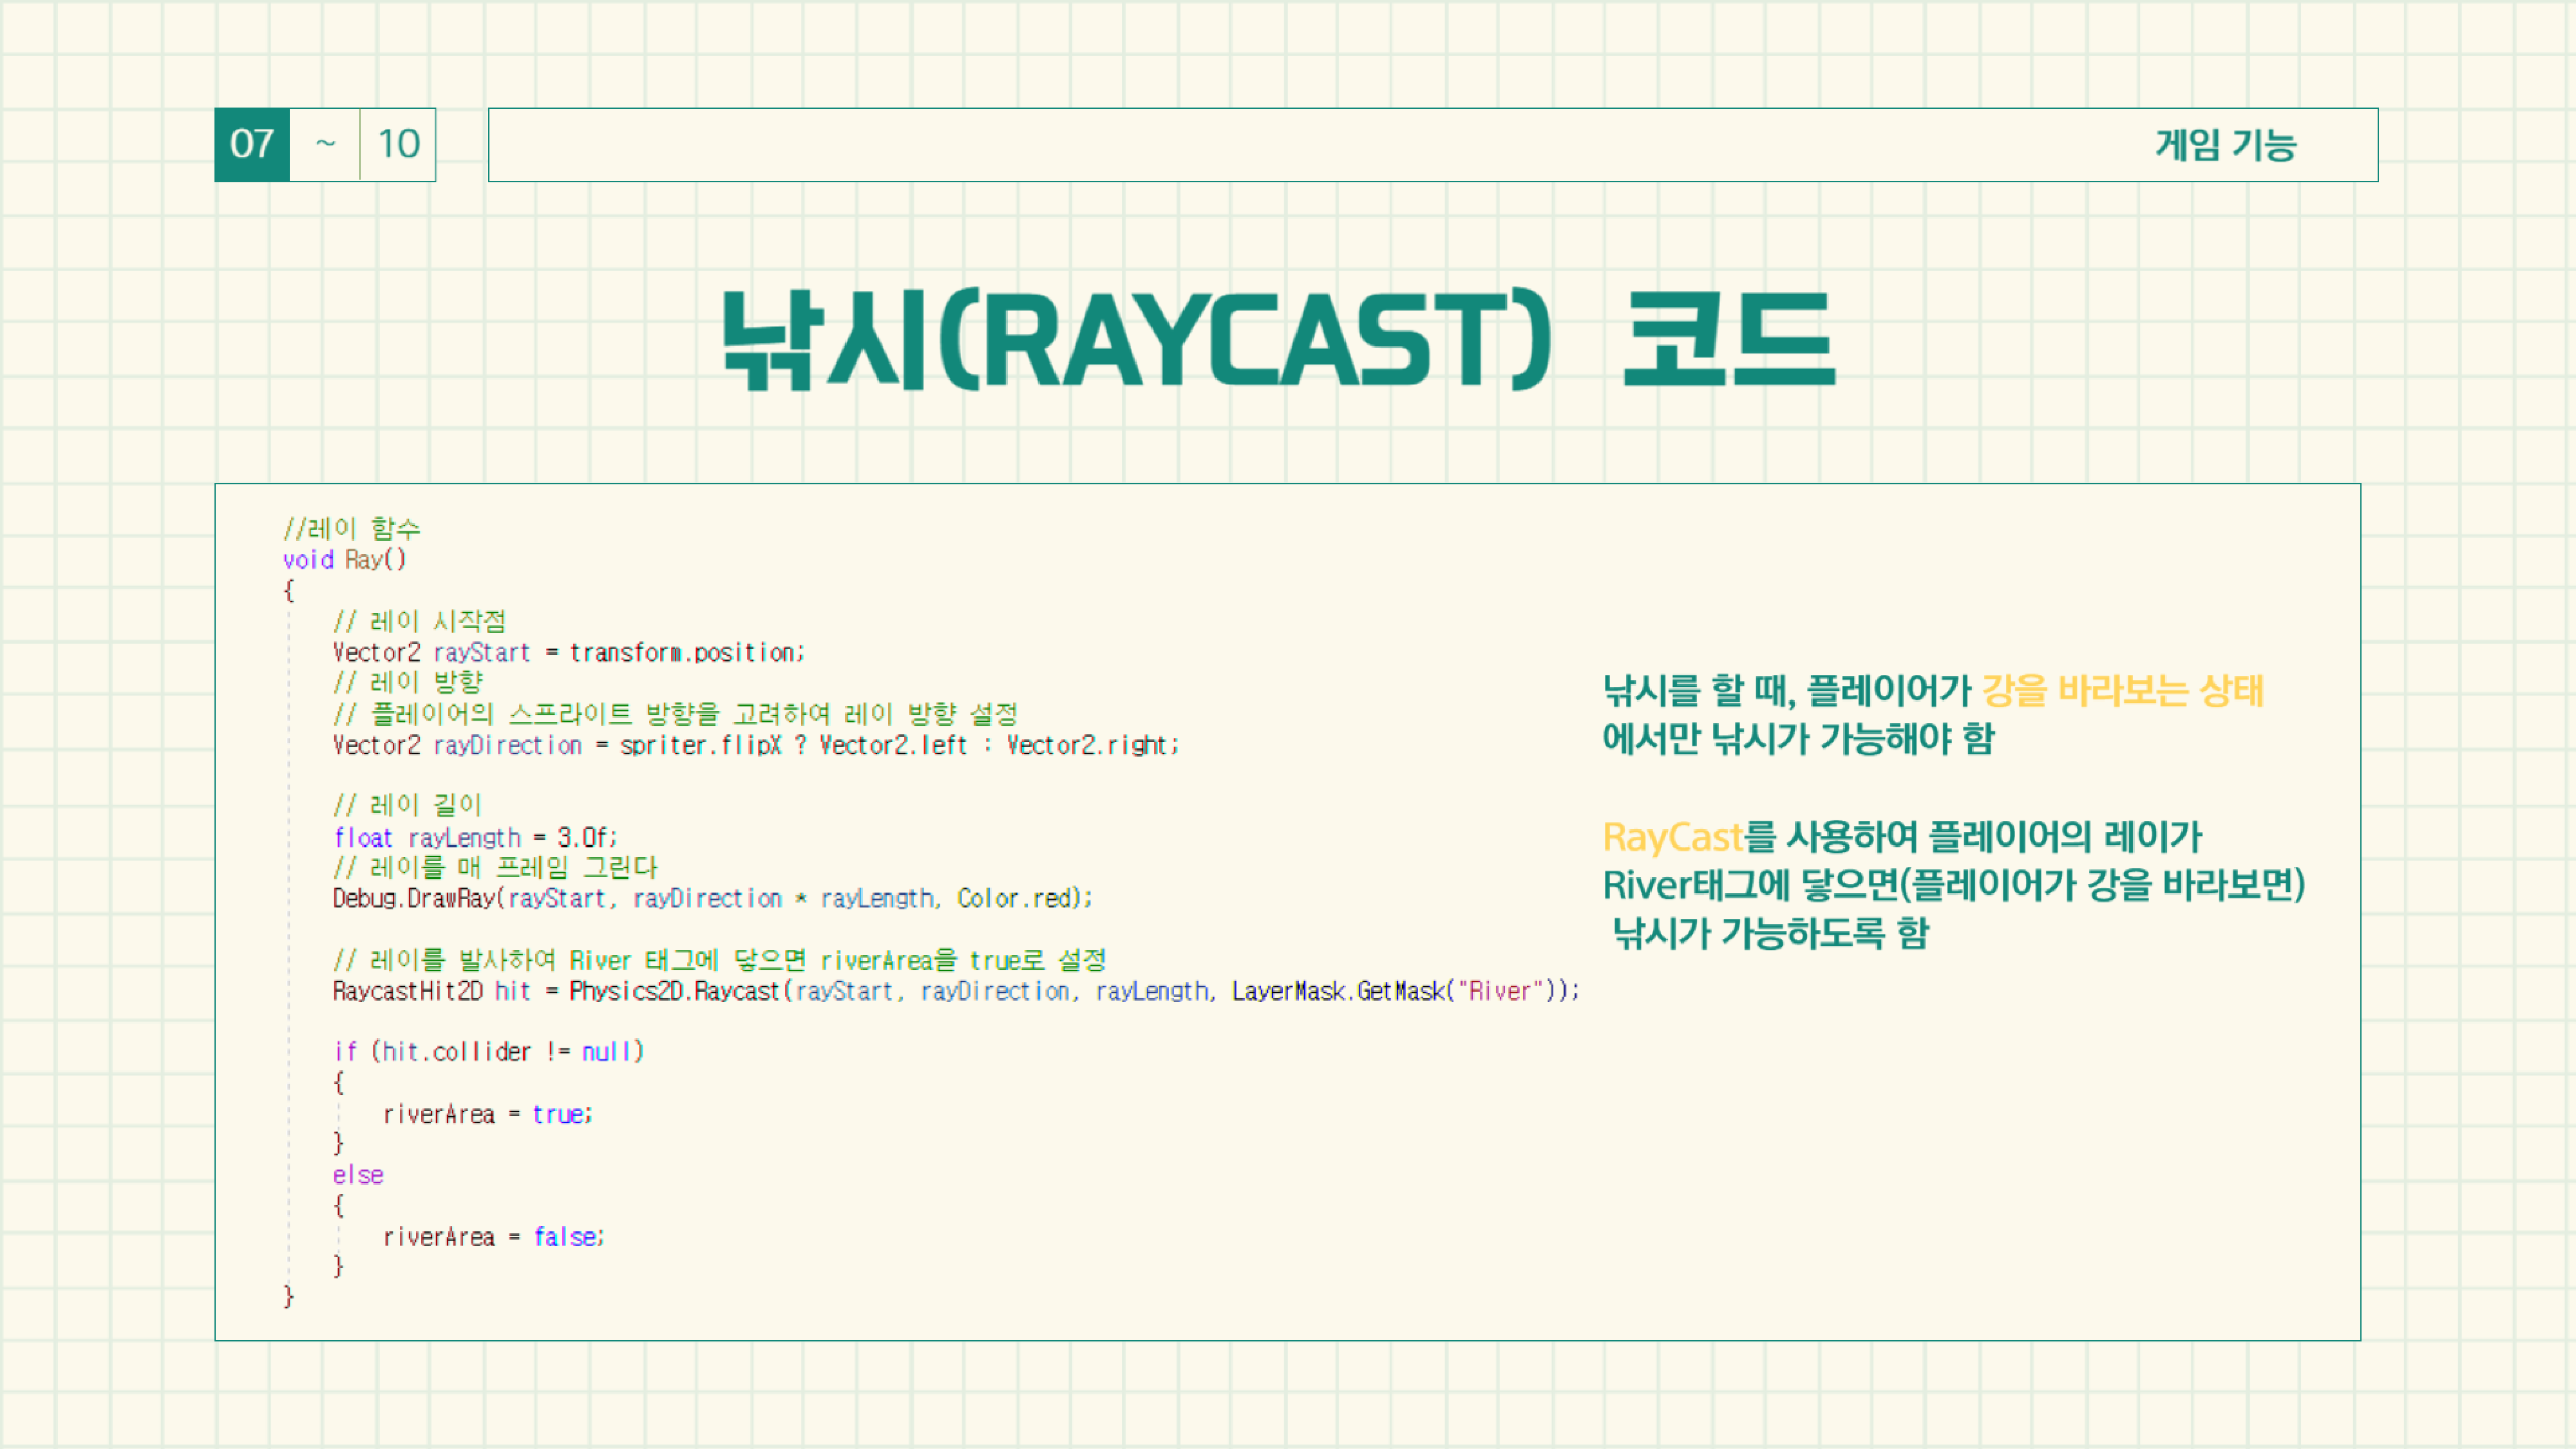 07 ~ 10
게임 기능
낚시(RAYCAST) 코드
//레이 함수
void Ray()
{
// 레이 시작점
Vector2 rayStart = transform.position;
// 레이 방향
// 플레이어의 스프라이트 방향을 고려하여 레이 방향 설정
Vector2 rayDirection = spriter.flipX ? Vector2.left : Vector2.right;
// 레이 길이
float rayLength = 3.0f;
// 레이를 매 프레임 그린다
Debug.DrawRay(rayStart, rayDirection * rayLength, Color.red);
// 레이를 발사하여 River 태그에 닿으면 riverArea을 true로 설정
RaycastHit2D hit = Physics2D.Raycast(rayStart, rayDirection, rayLength, LayerMask.GetMask("River"));
if (hit.collider != null)
{
riverArea = true;
}
else
{
riverArea = false;
}
}
낚시를 할 때, 플레이어가 강을 바라보는 상태
에서만 낚시가 가능해야 함
RayCast를 사용하여 플레이어의 레이가
River태그에 닿으면(플레이어가 강을 바라보면)
낚시가 가능하도록 함